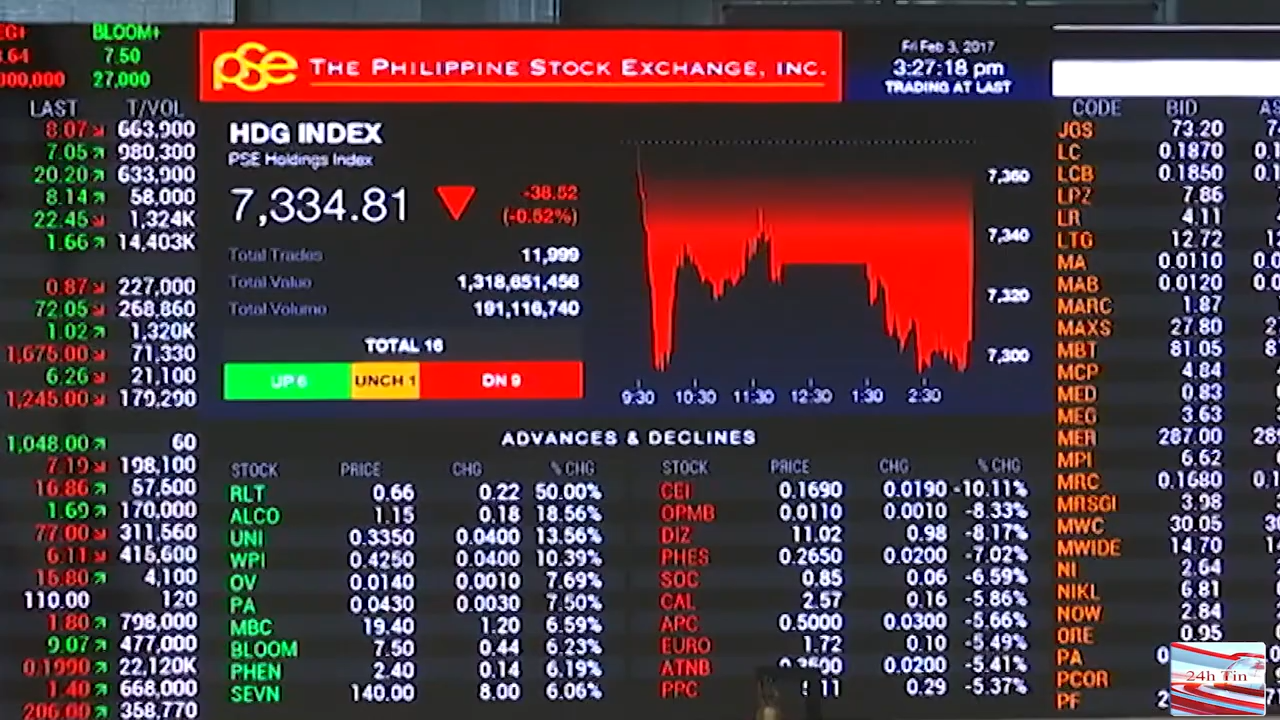 BLOOM+
7.50
27,000
pse THE PHILIPPINE STOCK EXCHANGE, INC.
Fri Feb 3, 2017
3:27:18 pm
TRADING AT LAST
LAST T/VOL
8.07 663,900
7.05 980,300
20.20 633,900
8.14 58,000
22.45 1,324K
1.66 14,403K
0.87 227,000
72.05 268,860
1.02 1,320K
1,675.00 71,330
6.26 21,100
1,245.00 179,290
1,048.00 60
7.19 198,100
16.86 57,600
1.69 170,000
77.00 311,560
6.11 415,600
15.80 4,100
110.00 120
1.80 798,000
9.07 477,000
0.1990 22,120K
1.40 668,000
206.00 358,770
HDG INDEX
PSE Holdings Index
7,334.81 -38.52
(-0.52%)
Total Trades 11,999
Total Value 1,318,651,456
Total Volume 191,116,740
TOTAL 16
UP 6 UNCH 1 DN 9
7,360
7,340
7,320
7,300
9:30 10:30 11:30 12:30 1:30 2:30
ADVANCES & DECLINES
STOCK PRICE CHG % CHG
RLT 0.66 0.22 50.00%
ALCO 1.15 0.18 18.56%
UNI 0.3350 0.0400 13.56%
WPI 0.4250 0.0400 10.39%
OV 0.0140 0.0010 7.69%
PA 0.0430 0.0030 7.50%
MBC 19.40 1.20 6.59%
BLOOM 7.50 0.44 6.23%
PHEN 2.40 0.14 6.19%
SEVN 140.00 8.00 6.06%
STOCK PRICE CHG % CHG
CEI 0.1690 0.0190 -10.11%
OPMB 0.0110 0.0010 -8.33%
DIZ 11.02 0.98 -8.17%
PHES 0.2650 0.0200 -7.02%
SOC 0.85 0.06 -6.59%
CAL 2.57 0.16 -5.86%
APC 0.5000 0.0300 -5.66%
EURO 1.72 0.10 -5.49%
ATNB 0.3500 0.0200 -5.41%
PPC 0.29 -5.37%
CODE BID
JGS 73.20
LC 0.1870
LCB 0.1850
LPZ 7.86
LR 4.11
LTG 12.72
MA 0.0110
MAB 0.0120
MARC 1.87
MAXS 27.80
MBT 81.05
MCP 4.84
MED 0.83
MEG 3.63
MER 287.00
MPI 6.62
MRC 0.1680
MRSGI 3.98
MWC 30.05
MWIDE 14.70
NI 2.64
NIKL 6.81
NOW 2.84
ORE 0.95
PA
PCOR
PF
24h Tin